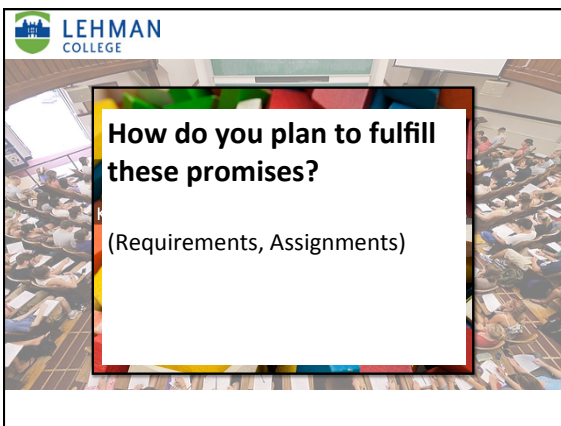 LEHMAN
COLLEGE
How do you plan to fulfill
these promises?
(Requirements, Assignments)